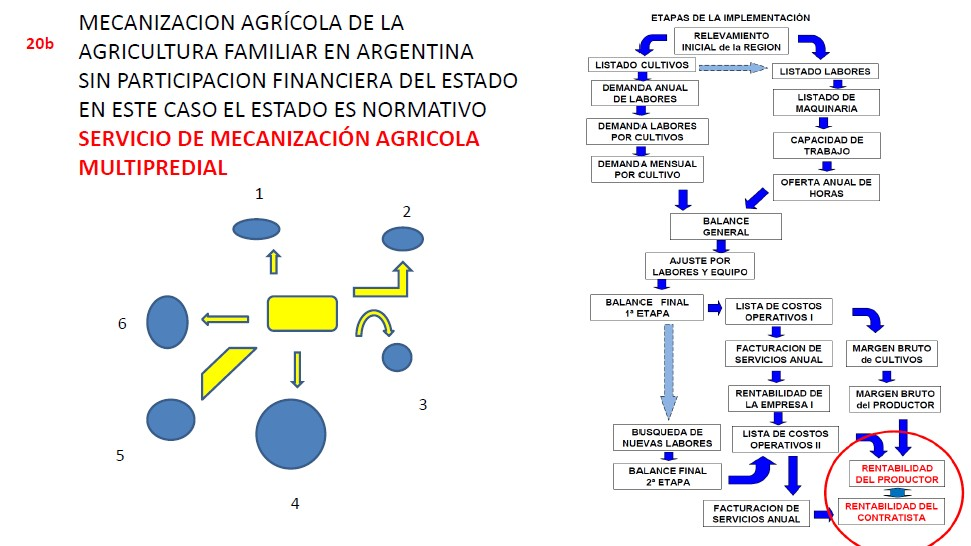 20b
MECANIZACION AGRÍCOLA DE LA
AGRICULTURA FAMILIAR EN ARGENTINA
SIN PARTICIPACION FINANCIERA DEL ESTADO
EN ESTE CASO EL ESTADO ES NORMATIVO
SERVICIO DE MECANIZACIÓN AGRICOLA
MULTIPREDIAL
1
2
3
4
5
6
ETAPAS DE LA IMPLEMENTACIÓN
RELEVAMIENTO
INICIAL de la REGION
LISTADO CULTIVOS
LISTADO LABORES
DEMANDA ANUAL
DE LABORES
LISTADO DE
MAQUINARIA
DEMANDA LABORES
POR CULTIVOS
CAPACIDAD DE
TRABAJO
DEMANDA MENSUAL
POR CULTIVO
OFERTA ANUAL DE
HORAS
BALANCE
GENERAL
AJUSTE POR
LABORES Y EQUIPO
BALANCE FINAL
1ª ETAPA
LISTA DE COSTOS
OPERATIVOS I
FACTURACION DE
SERVICIOS ANUAL
MARGEN BRUTO
de CULTIVOS
RENTABILIDAD DE
LA EMPRESA I
MARGEN BRUTO
del PRODUCTOR
BUSQUEDA DE
NUEVAS LABORES
LISTA DE COSTOS
OPERATIVOS II
BALANCE FINAL
2ª ETAPA
RENTABILIDAD
DEL PRODUCTOR
FACTURACION DE
SERVICIOS ANUAL
RENTABILIDAD DEL
CONTRATISTA